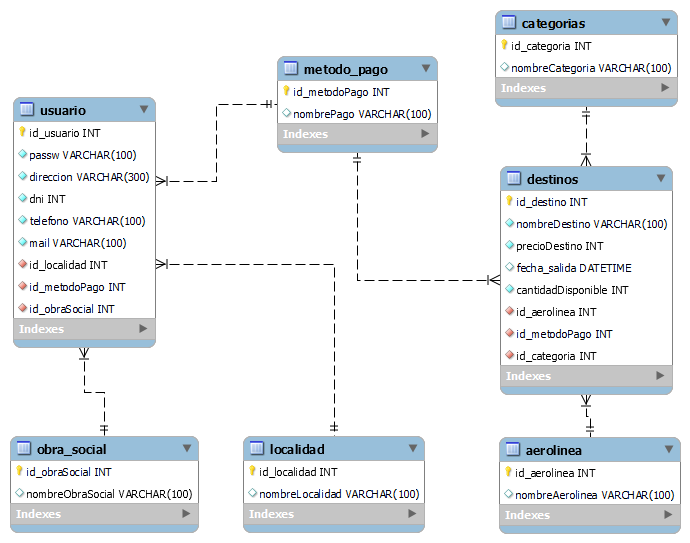 categorias
id_categoria INT
nombreCategoria VARCHAR(100)
Indexes
metodo_pago
id_metodoPago INT
nombrePago VARCHAR(100)
Indexes
usuario
id_usuario INT
passw VARCHAR(100)
direccion VARCHAR(300)
dni INT
telefono VARCHAR(100)
mail VARCHAR(100)
id_localidad INT
id_metodoPago INT
id_obraSocial INT
Indexes
destinos
id_destino INT
nombreDestino VARCHAR(100)
precioDestino INT
fecha_salida DATETIME
cantidadDisponible INT
id_aerolinea INT
id_metodoPago INT
id_categoria INT
Indexes
obra_social
id_obraSocial INT
nombreObraSocial VARCHAR(100)
Indexes
localidad
id_localidad INT
nombreLocalidad VARCHAR(100)
Indexes
aerolinea
id_aerolinea INT
nombreAerolinea VARCHAR(100)
Indexes